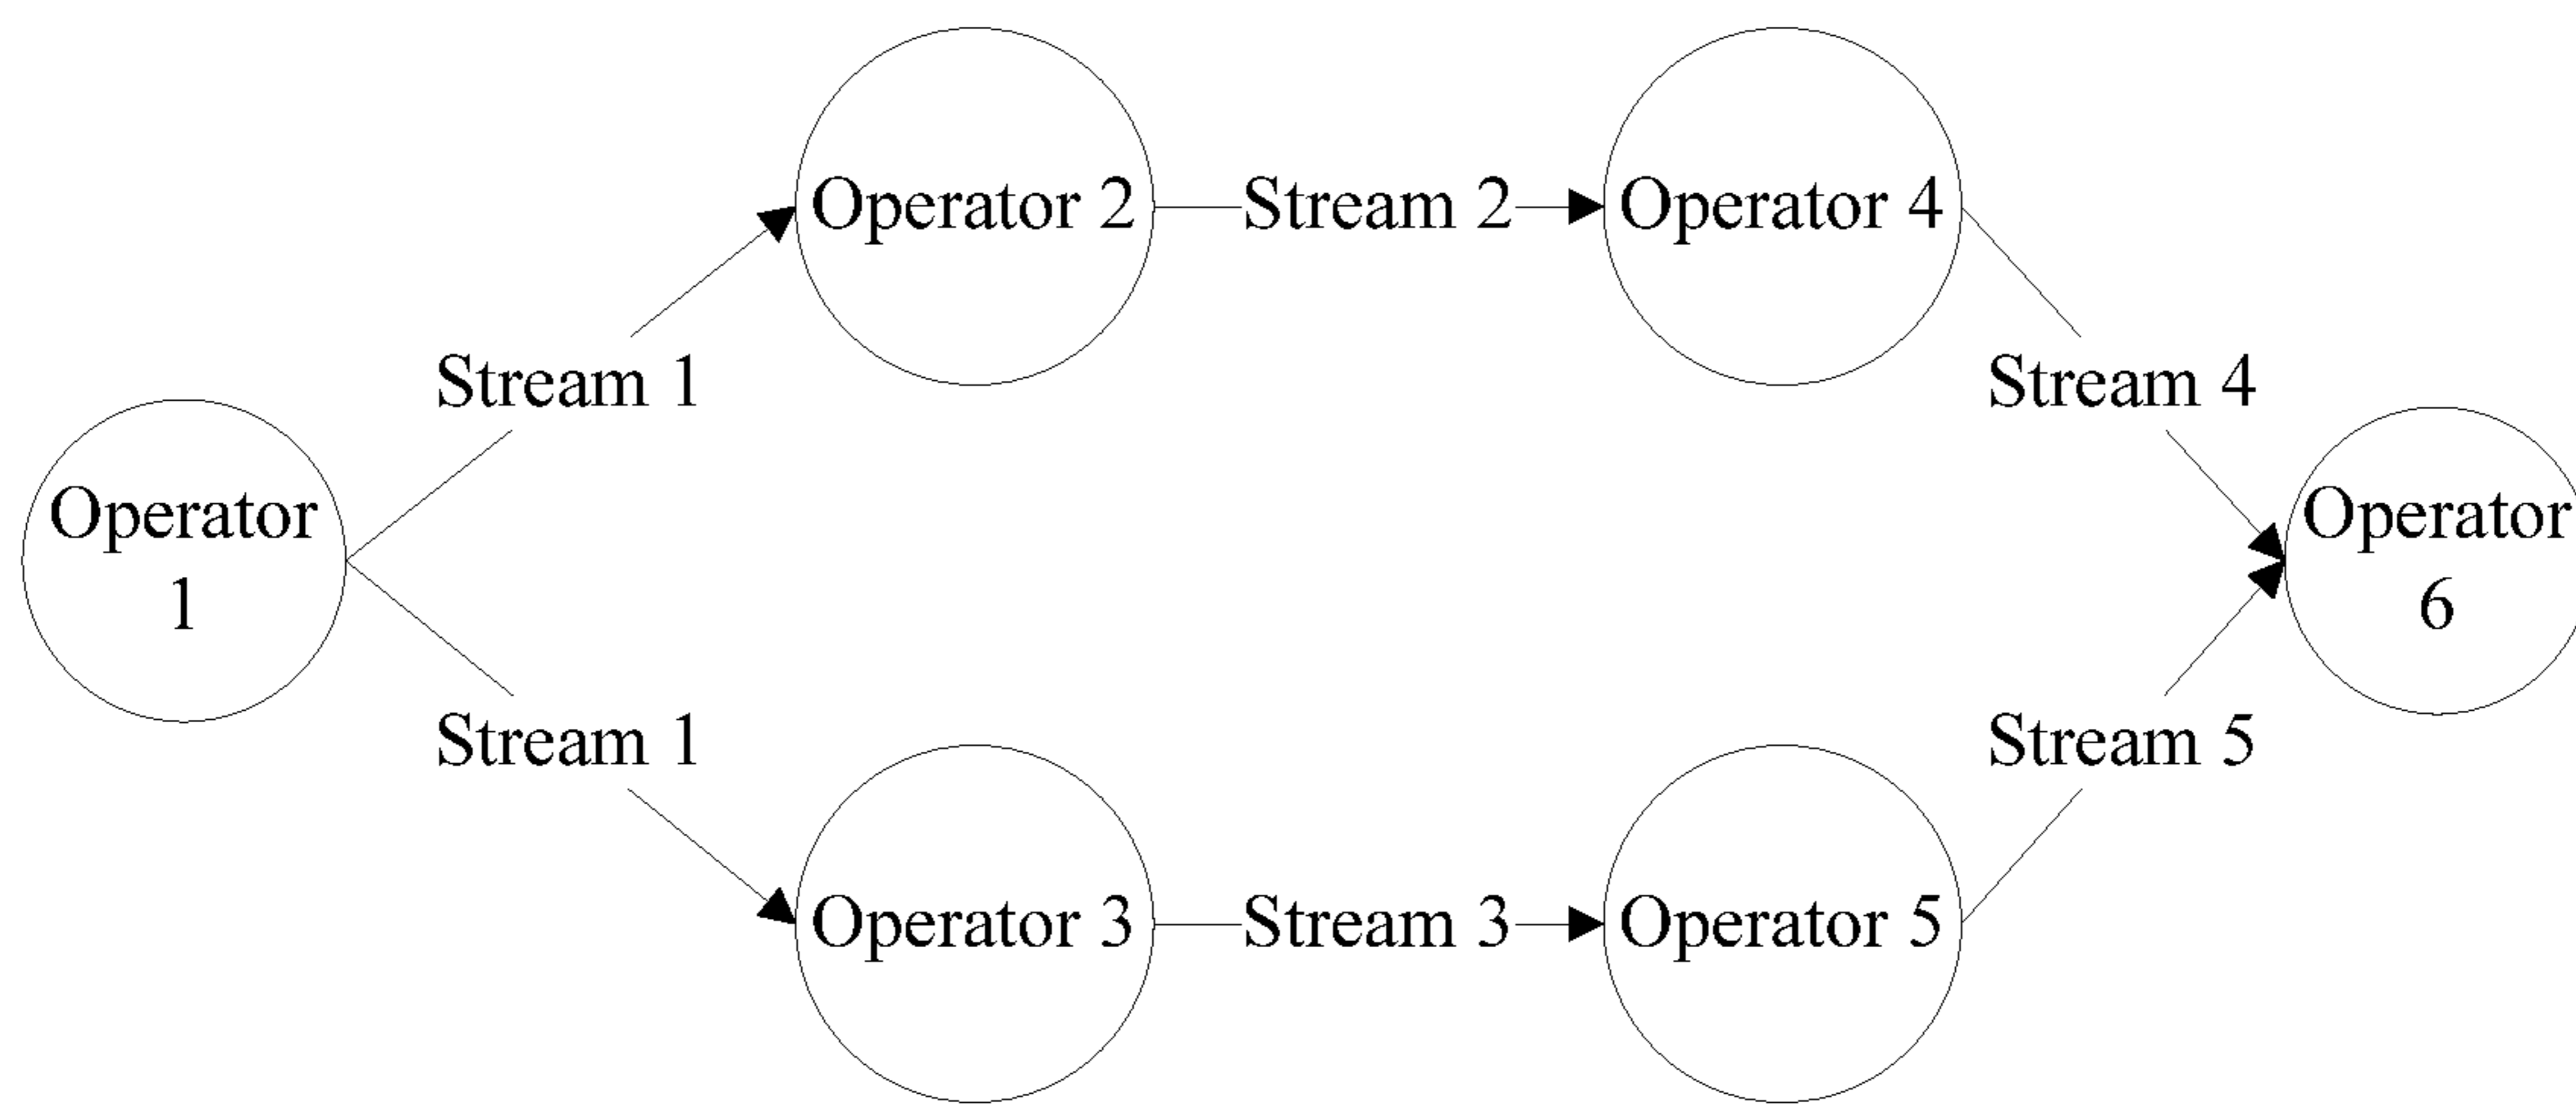 Operator 2
Stream 2
Operator 4
Stream 1
Stream 4
Operator
1
Operator
6
Stream 1
Stream 5
Operator 3
Stream 3
Operator 5